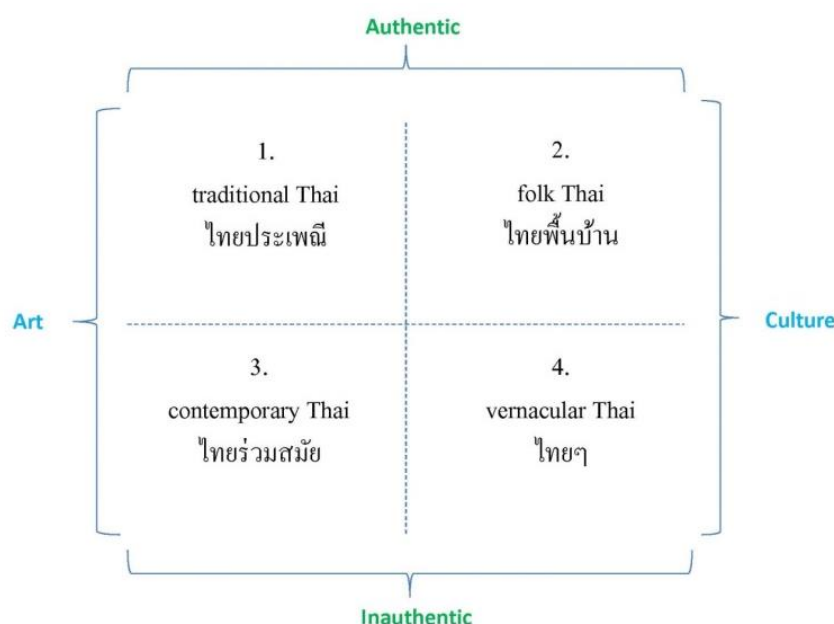 Authentic
1.
traditional Thai
ไทยประเพณี
2.
folk Thai
ไทยพื้นบ้าน
Art
Culture
3.
contemporary Thai
ไทยร่วมสมัย
4.
vernacular Thai
ไทยๆ
Inauthentic